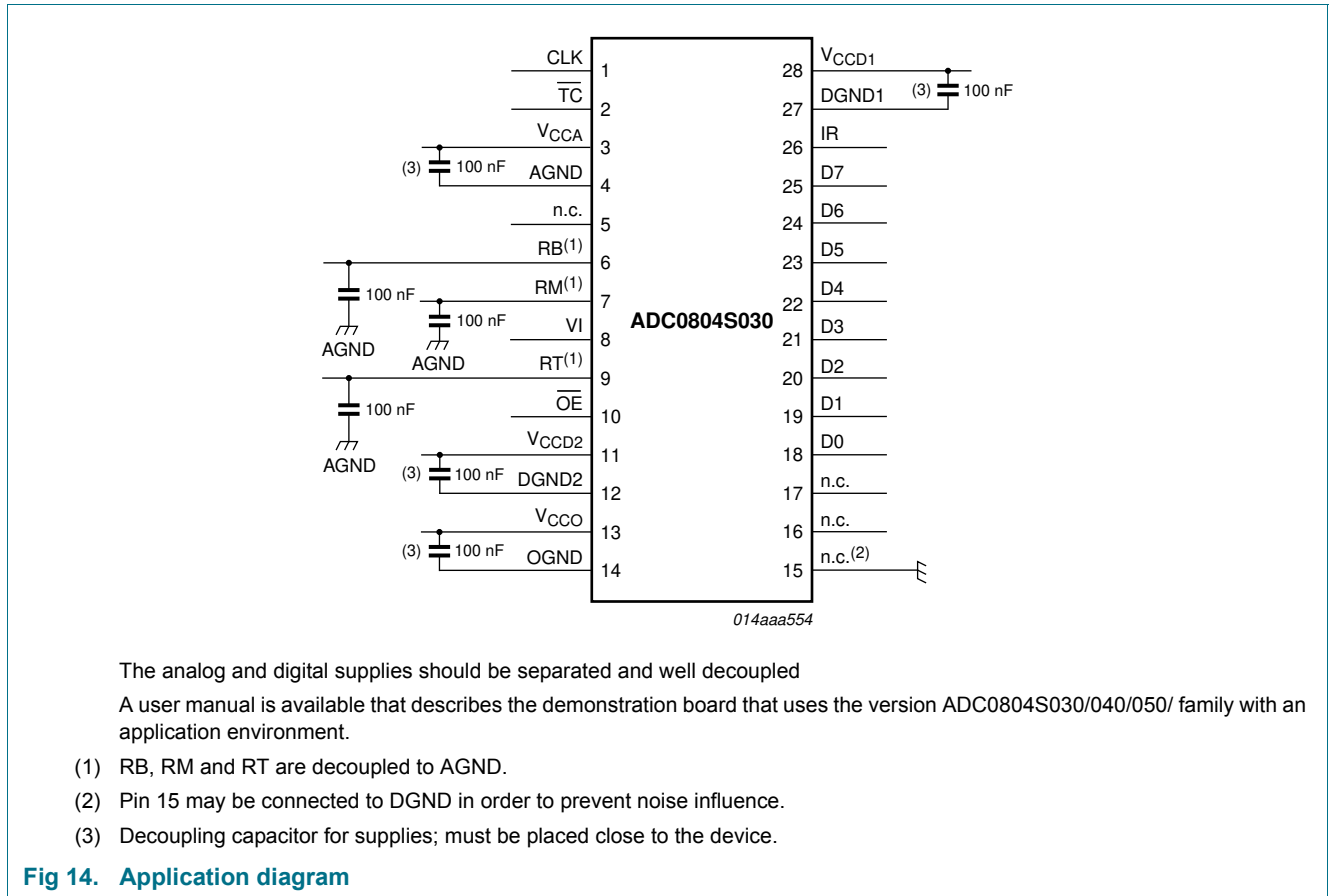 CLK
1
TC
2
VCCA
3
(3) 100 nF
AGND
4
n.c.
5
RB(1)
6
100 nF
AGND
RM(1)
7
100 nF
AGND
VI
8
RT(1)
9
100 nF
AGND
OE
10
VCCD2
11
(3) 100 nF
DGND2
12
VCCO
13
(3) 100 nF
OGND
14
ADC0804S030
28
VCCD1
(3) 100 nF
27
DGND1
26
IR
25
D7
24
D6
23
D5
22
D4
21
D3
20
D2
19
D1
18
D0
17
n.c.
16
n.c.
15
n.c.(2)
014aaa554
The analog and digital supplies should be separated and well decoupled
A user manual is available that describes the demonstration board that uses the version ADC0804S030/040/050/ family with an
application environment.
(1) RB, RM and RT are decoupled to AGND.
(2) Pin 15 may be connected to DGND in order to prevent noise influence.
(3) Decoupling capacitor for supplies; must be placed close to the device.
Fig 14. Application diagram